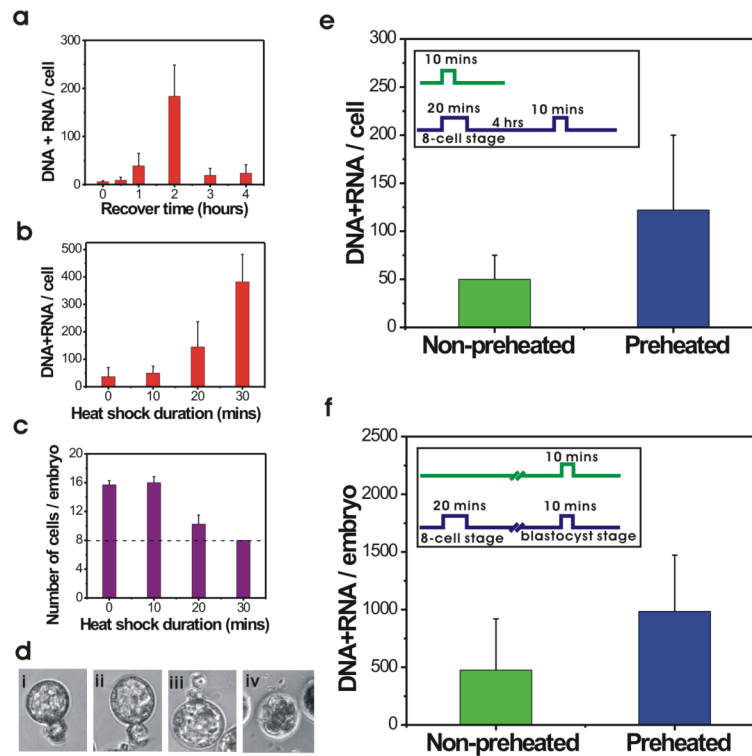 a
300
200
100
0
DNA + RNA / cell
0 1 2 3 4
Recover time (hours)
b
500
400
300
200
100
0
DNA+RNA / cell
0 10 20 30
Heat shock duration (mins)
c
20
16
12
8
4
0
Number of cells / embryo
0 10 20 30
Heat shock duration (mins)
d
i ii iii iv
e
300
250
200
150
100
50
0
DNA+RNA / cell
10 mins
20 mins 10 mins
4 hrs
8-cell stage
Non-preheated Preheated
f
2500
2000
1500
1000
500
0
DNA+RNA / embryo
10 mins
20 mins 10 mins
8-cell stage blastocyst stage
Non-preheated Preheated